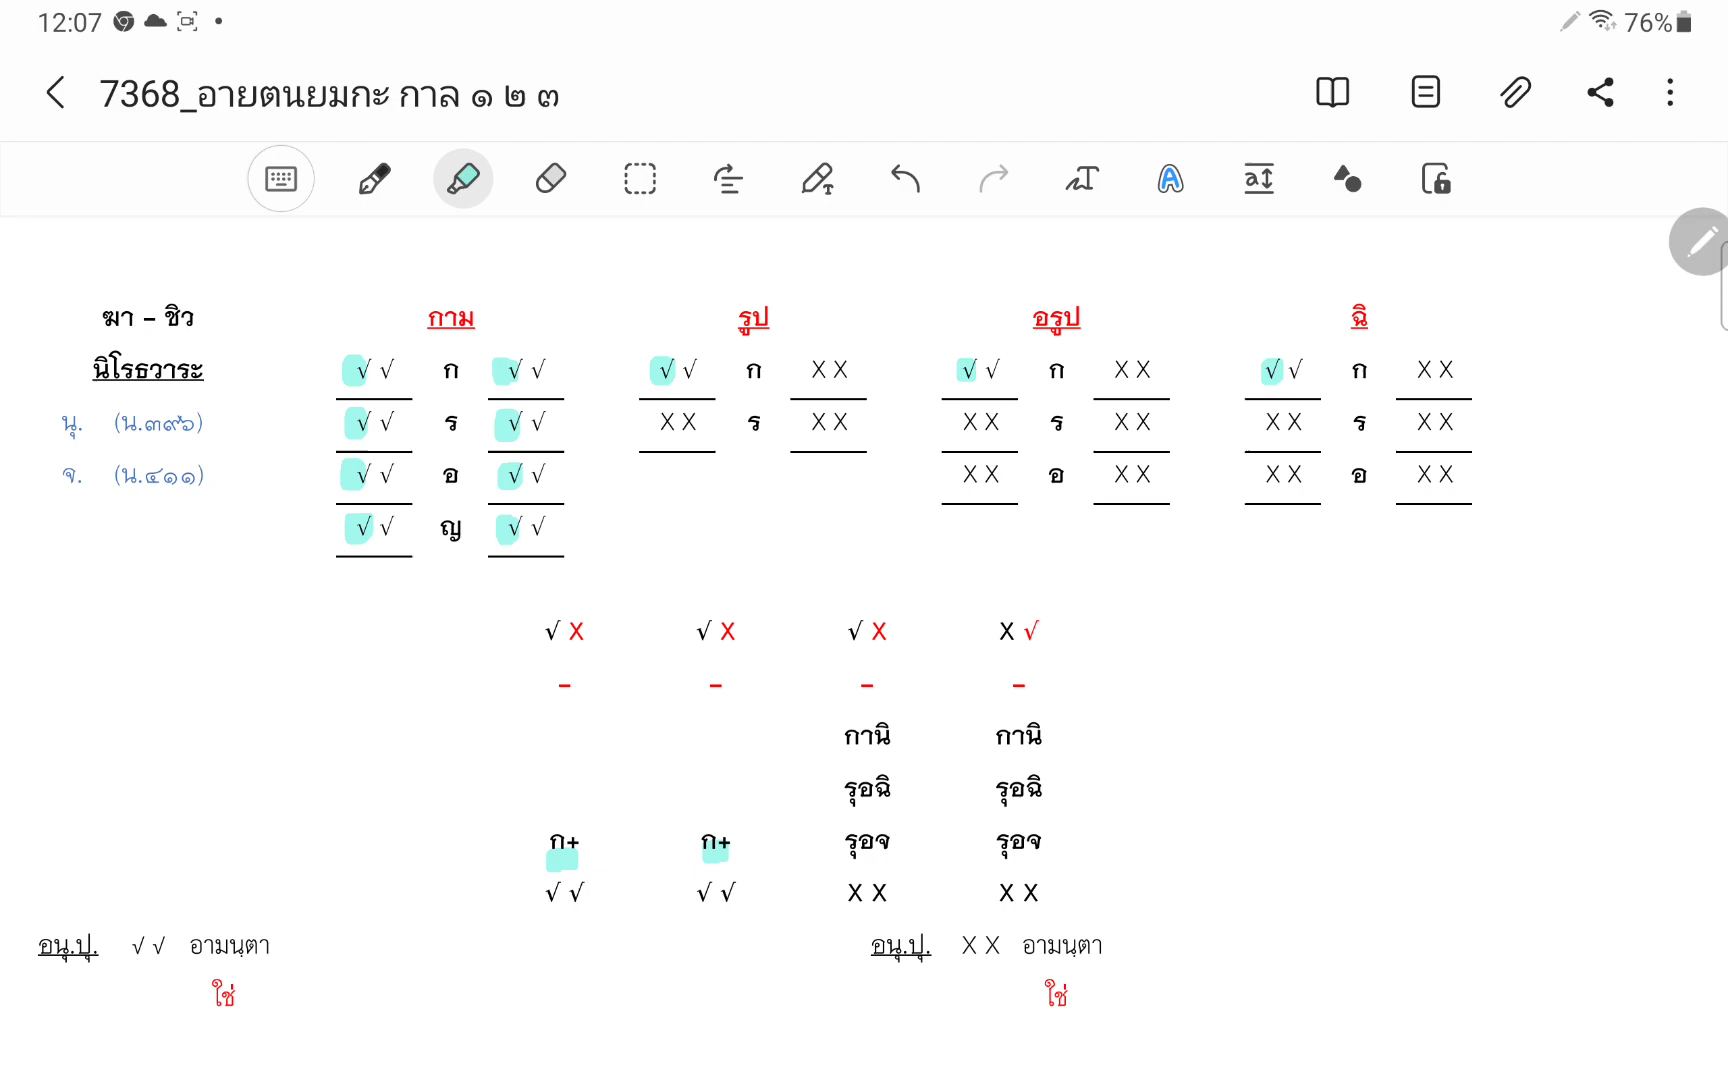 12:07 76%
7368_อายตนยมกะ กาล ๑ ๒ ๓
ฆา – ชิว กาม รูป อรูป ฉิ
นิโรธวาระ √ √ ก √ √ √ √ ก X X √ √ ก X X √ √ ก X X
นุ. (น.๓๙๖) √ √ ร √ √ X X ร X X X X ร X X X X ร X X
จ. (น.๔๑๑) √ √ อ √ √ X X อ X X X X อ X X
√ √ ญ √ √
√ X √ X √ X X √
– – – –
กานิ กานิ
รุอฉิ รุอฉิ
ก+ ก+ รุอจ รุอจ
√ √ √ √ X X X X
อนุ.ปุ. √ √ อามนฺตา อนุ.ปุ. X X อามนฺตา
ใช่ ใช่